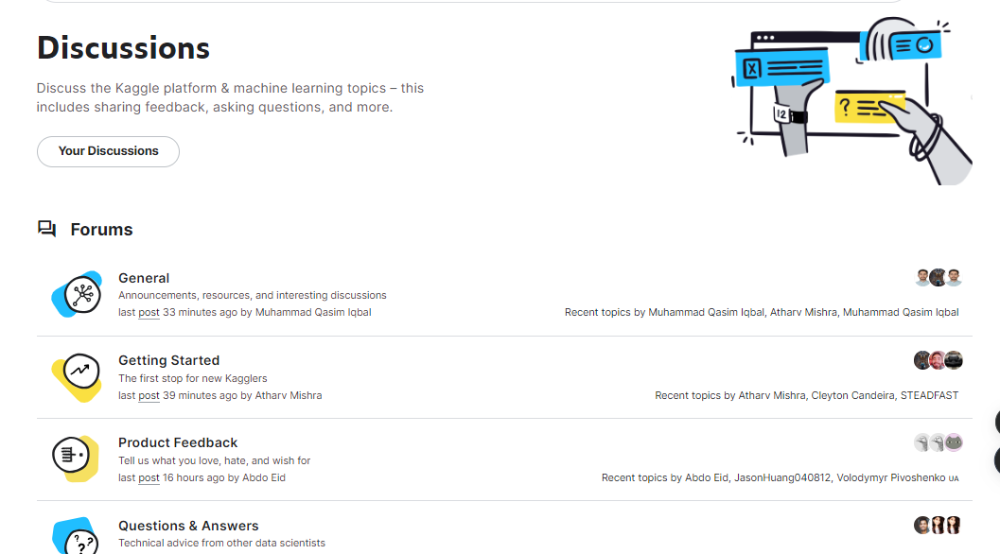 Discussions
Discuss the Kaggle platform & machine learning topics – this
includes sharing feedback, asking questions, and more.
X
?
12
Your Discussions
Forums
General
Announcements, resources, and interesting discussions
last post 33 minutes ago by Muhammad Qasim Iqbal
Recent topics by Muhammad Qasim Iqbal, Atharv Mishra, Muhammad Qasim Iqbal
Getting Started
The first stop for new Kagglers
last post 39 minutes ago by Atharv Mishra
Recent topics by Atharv Mishra, Cleyton Candeira, STEADFAST
Product Feedback
Tell us what you love, hate, and wish for
last post 16 hours ago by Abdo Eid
Recent topics by Abdo Eid, JasonHuang040812, Volodymyr Pivoshenko UA
Questions & Answers
Technical advice from other data scientists
? ? ?